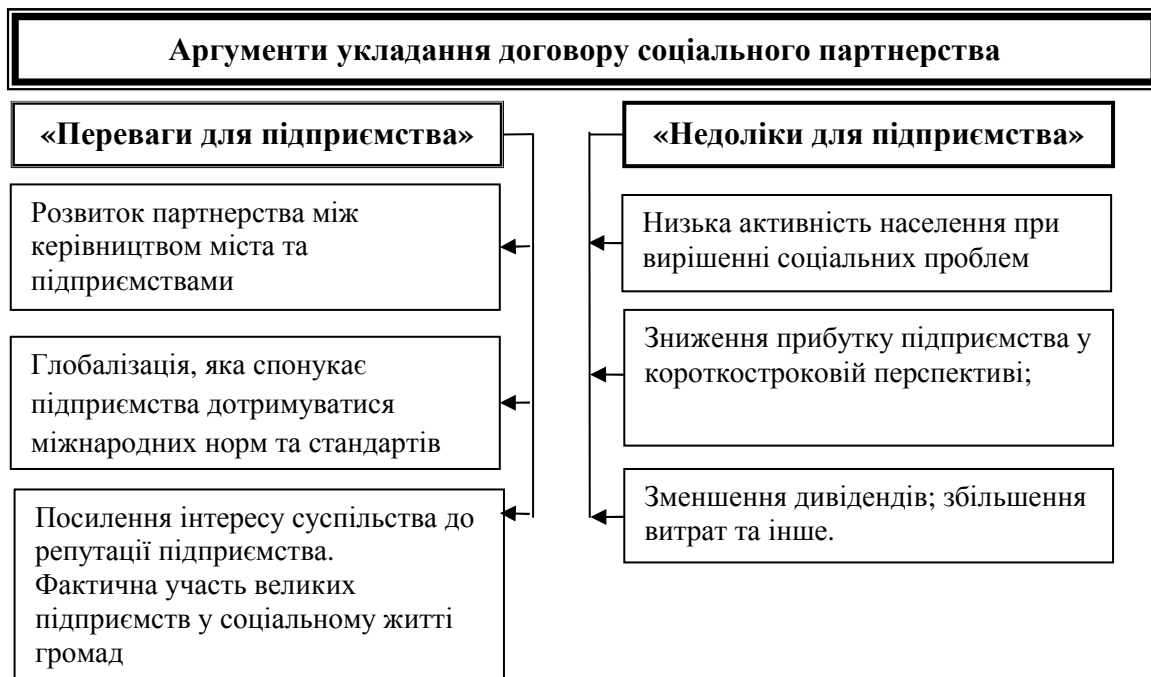 Аргументи укладання договору соціального партнерства
«Переваги для підприємства»
Розвиток партнерства між
керівництвом міста та
підприємствами
Глобалізація, яка спонукає
підприємства дотримуватися
міжнародних норм та стандартів
Посилення інтересу суспільства до
репутації підприємства.
Фактична участь великих
підприємств у соціальному житті
громад
«Недоліки для підприємства»
Низька активність населення при
вирішенні соціальних проблем
Зниження прибутку підприємства у
короткостроковій перспективі;
Зменшення дивідендів; збільшення
витрат та інше.